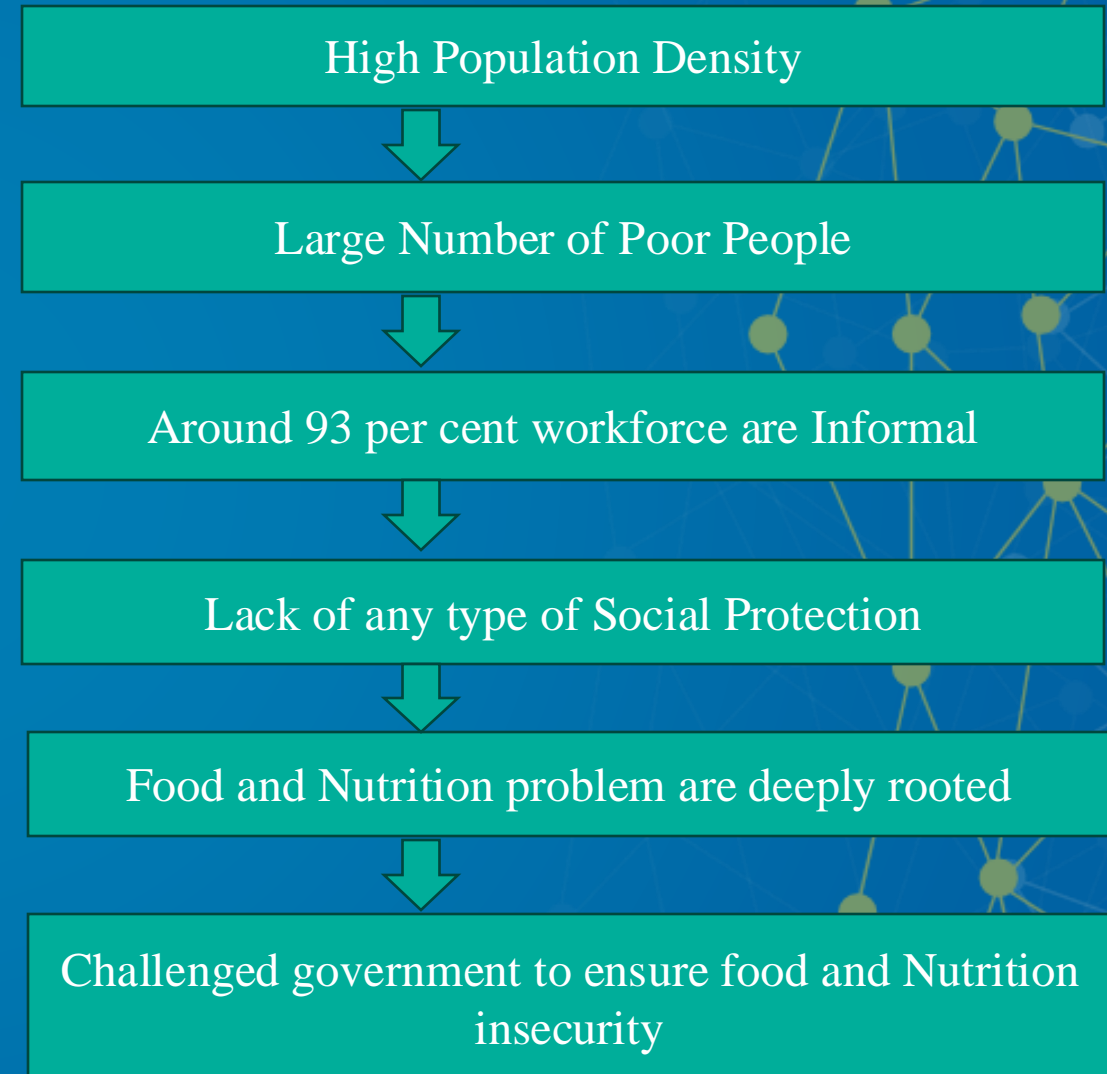 High Population Density
Large Number of Poor People
Around 93 per cent workforce are Informal
Lack of any type of Social Protection
Food and Nutrition problem are deeply rooted
Challenged government to ensure food and Nutrition
insecurity